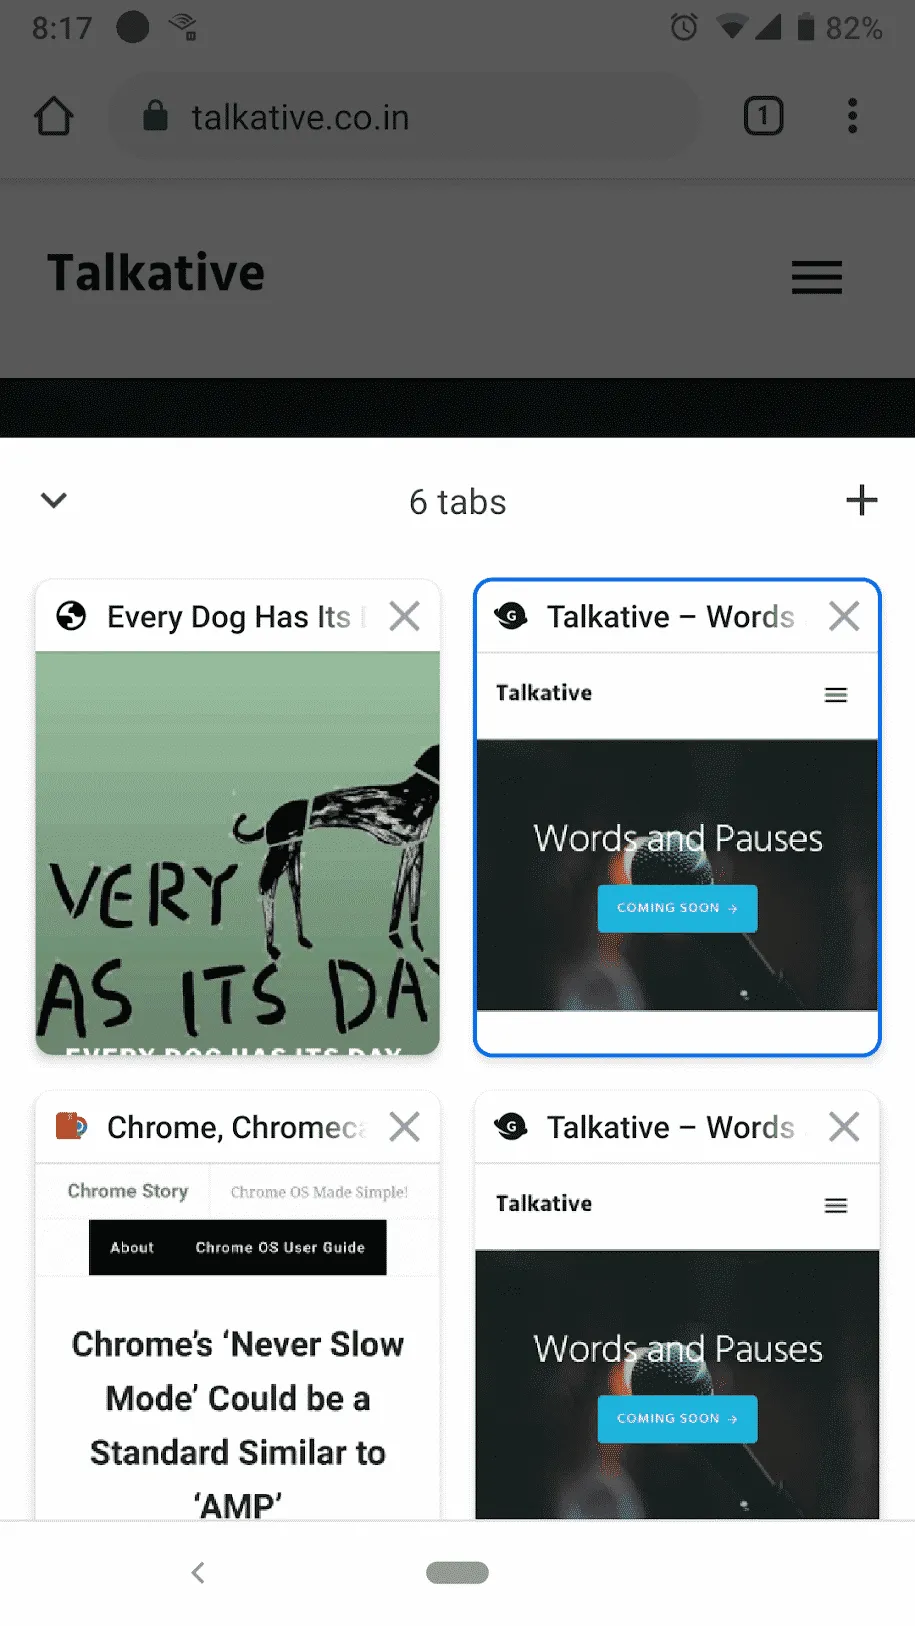 8:17
82%
talkative.co.in
1
Talkative
6 tabs
Every Dog Has Its
Talkative – Words
VERY
AS ITS DAY
EVERY DOG HAS ITS DAY
Talkative
Words and Pauses
COMING SOON →
Chrome, Chromeca
Talkative – Words
Chrome Story
Chrome OS Made Simple!
About
Chrome OS User Guide
Chrome's ‘Never Slow
Mode’ Could be a
Standard Similar to
‘AMP’
Talkative
Words and Pauses
COMING SOON →